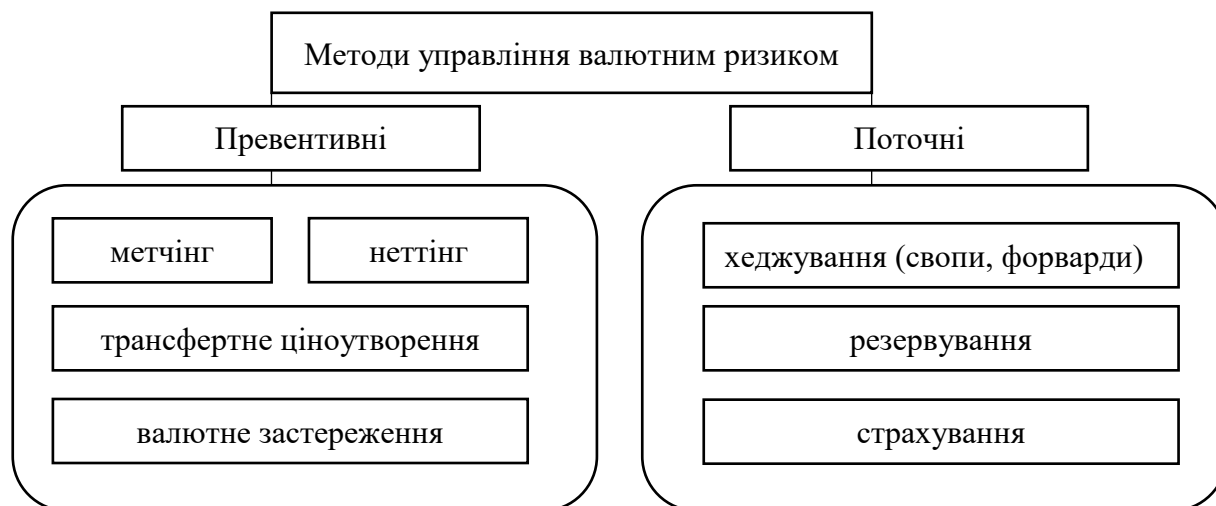 Методи управління валютним ризиком
Превентивні
Поточні
метчінг
неттінг
трансфертне ціноутворення
валютне застереження
хеджування (свопи, форварди)
резервування
страхування